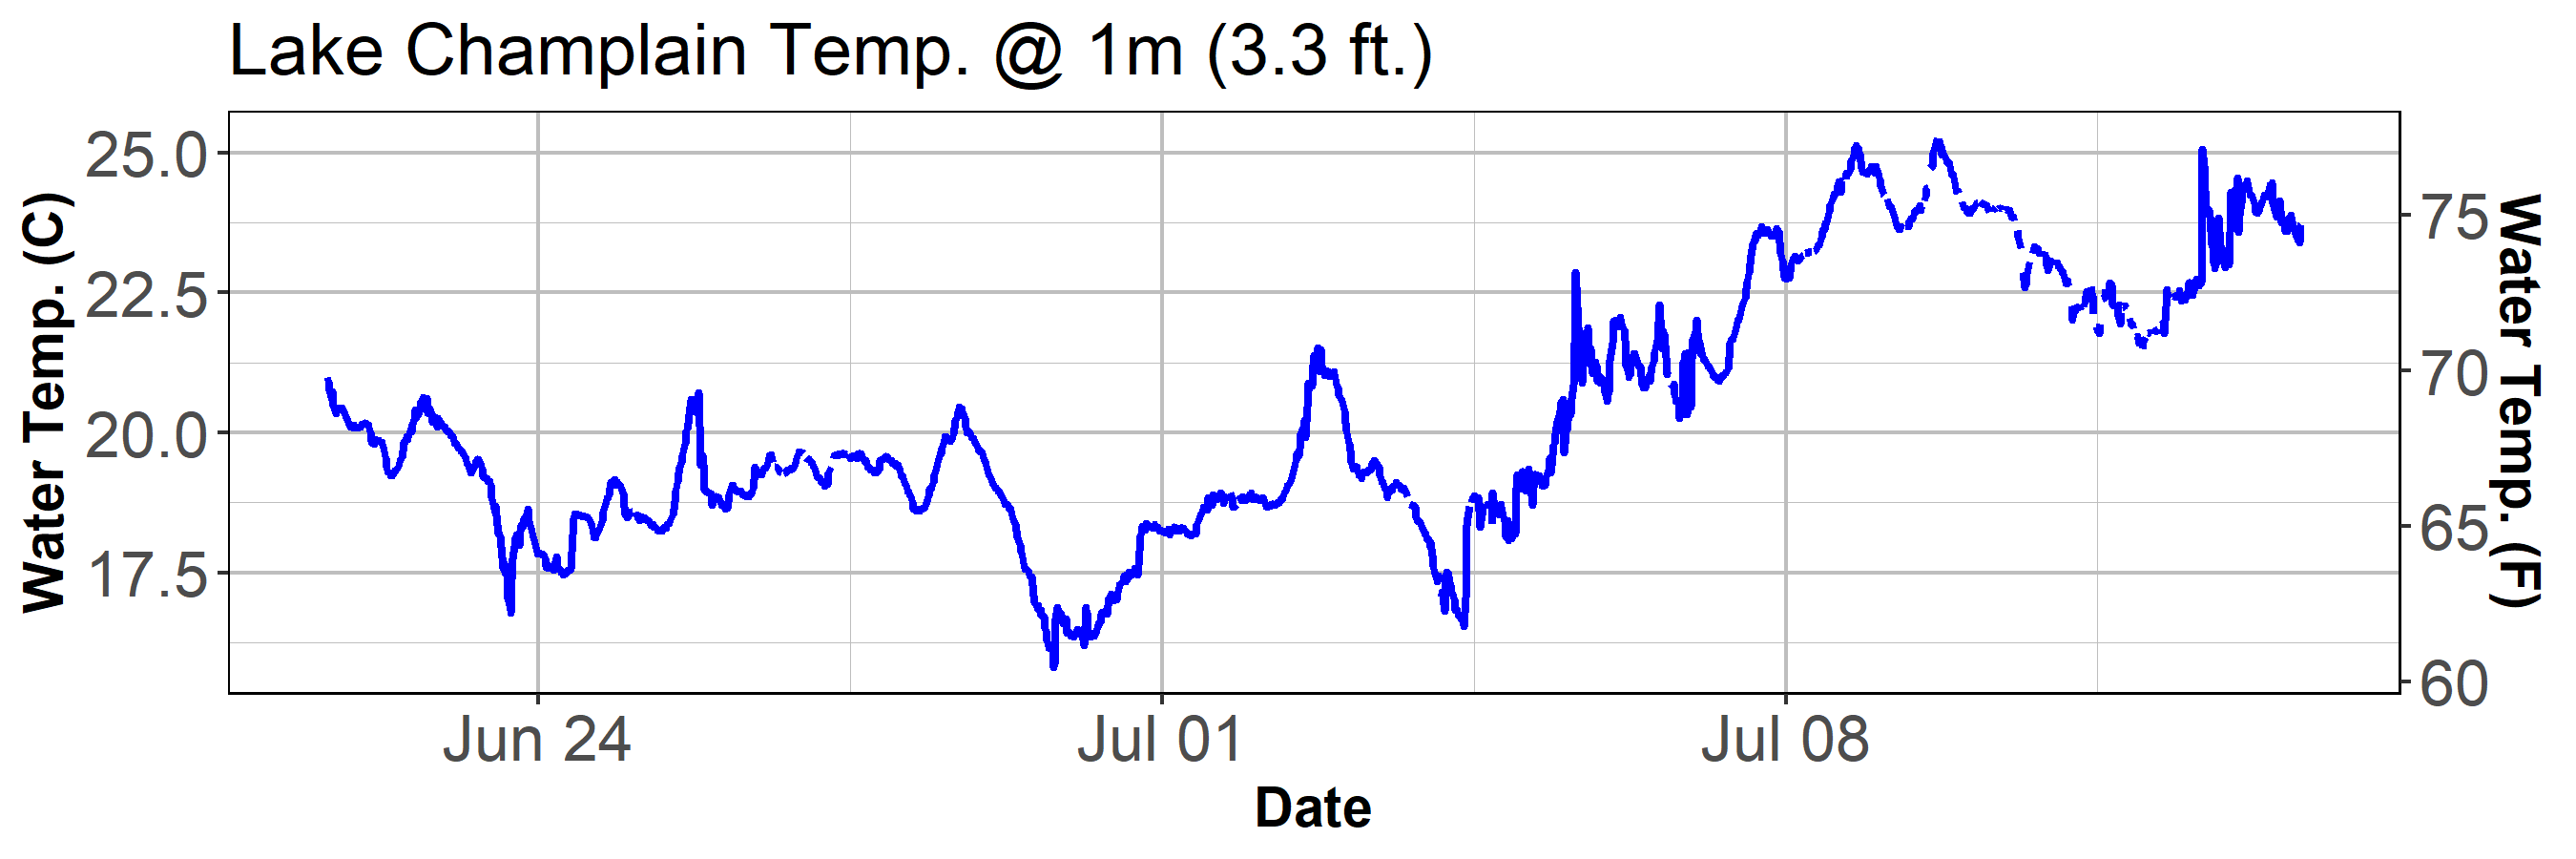 Lake Champlain Temp. @ 1m (3.3 ft.)
Water Temp. (C)
25.0
22.5
20.0
17.5
75
70
65
60
Water Temp. (F)
Jun 24
Jul 01
Jul 08
Date